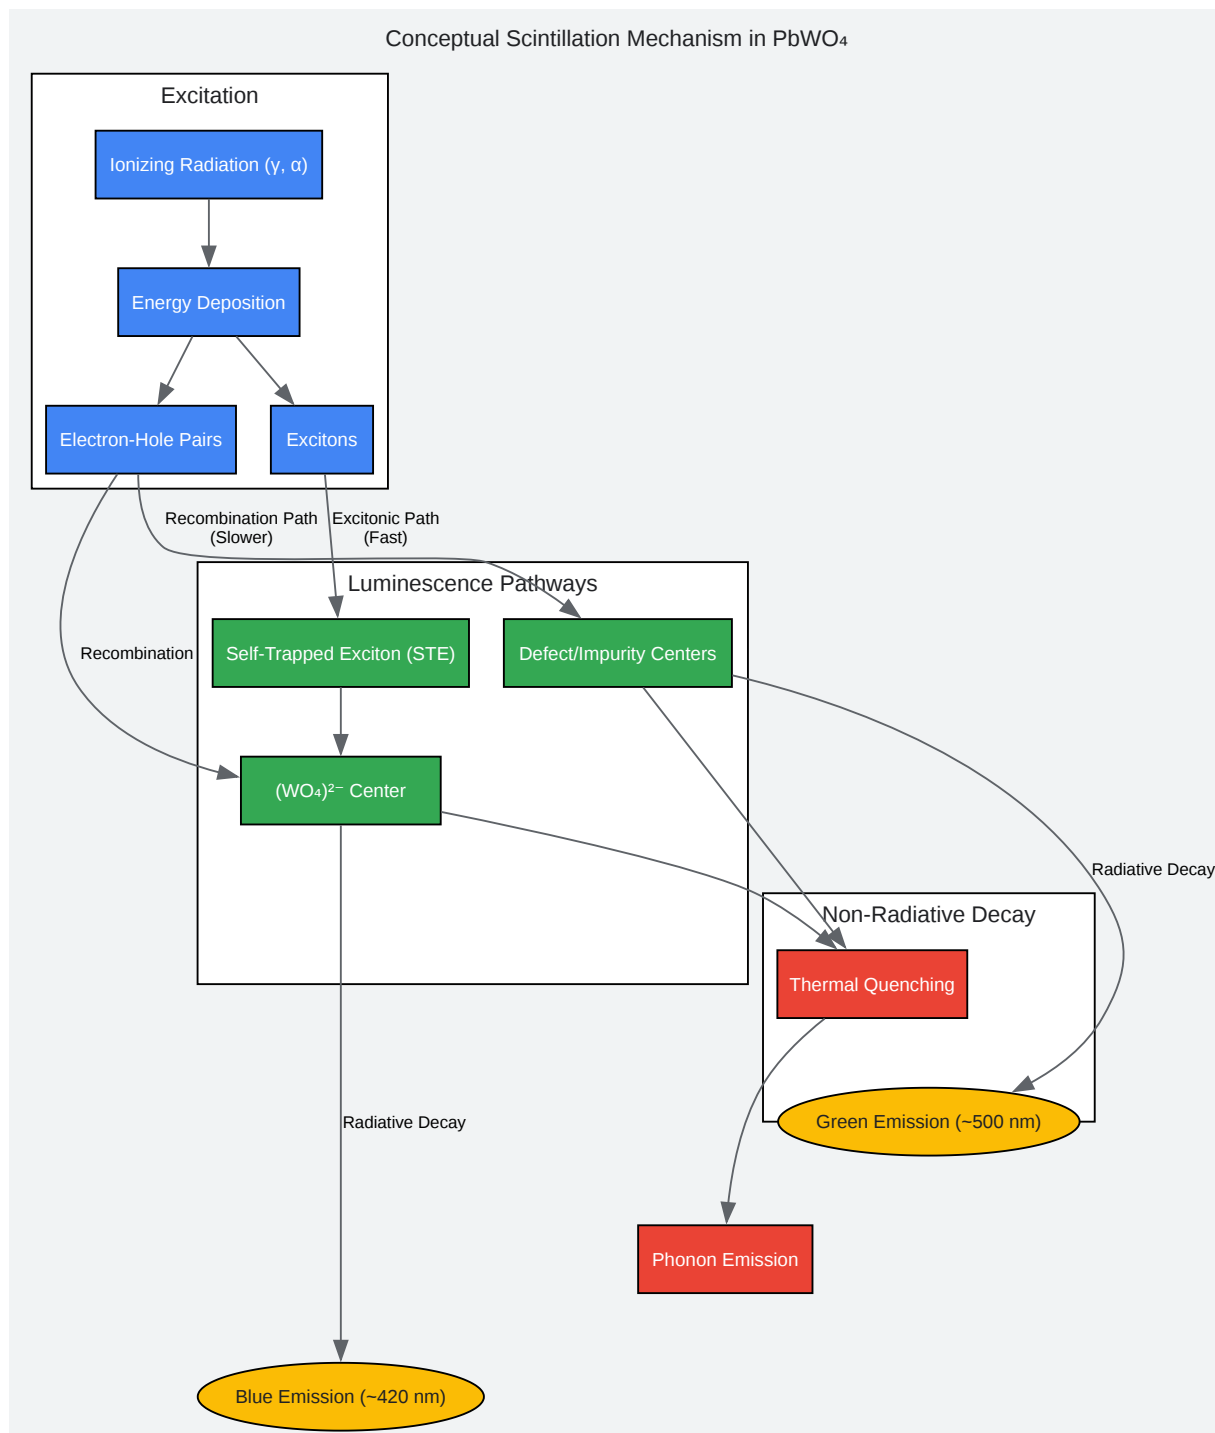 Conceptual Scintillation Mechanism in PbWO₄
Excitation
Ionizing Radiation (γ, α)
Energy Deposition
Electron-Hole Pairs
Excitons
Recombination Path
(Slower)
Excitonic Path
(Fast)
Luminescence Pathways
Recombination
Self-Trapped Exciton (STE)
Defect/Impurity Centers
(WO₄)²⁻ Center
Radiative Decay
Non-Radiative Decay
Thermal Quenching
Radiative Decay
Green Emission (~500 nm)
Phonon Emission
Blue Emission (~420 nm)